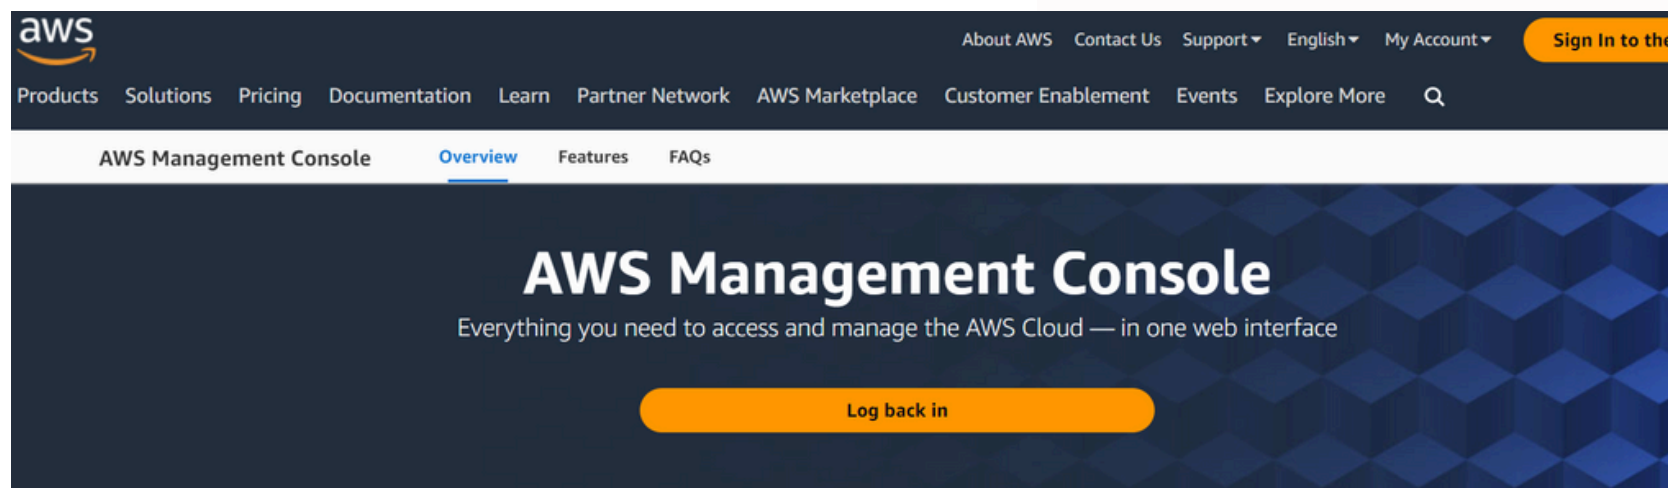 aws
About AWS Contact Us Support English My Account Sign In to the
Products Solutions Pricing Documentation Learn Partner Network AWS Marketplace Customer Enablement Events Explore More
AWS Management Console Overview Features FAQs
AWS Management Console
Everything you need to access and manage the AWS Cloud — in one web interface
Log back in